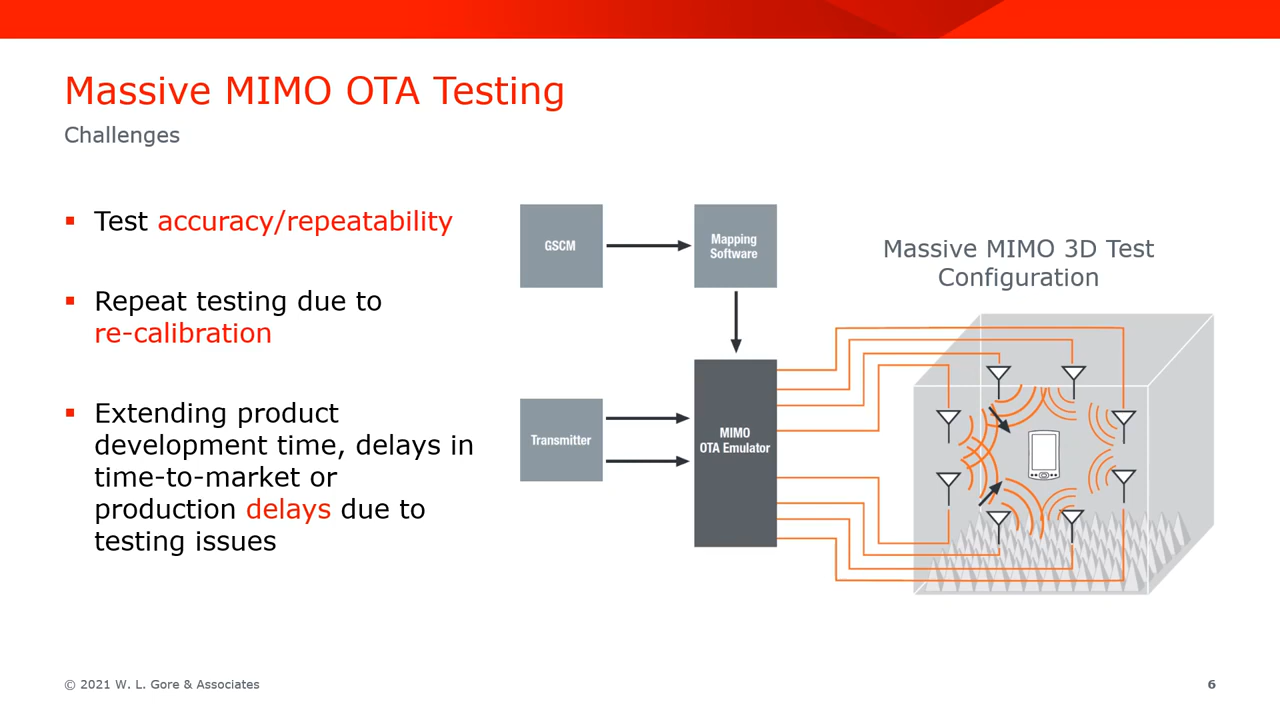 Massive MIMO OTA Testing
Challenges
▪ Test accuracy/repeatability
▪ Repeat testing due to
re-calibration
▪ Extending product
development time, delays in
time-to-market or
production delays due to
testing issues
GSCM
Mapping
Software
Transmitter
MIMO
OTA Emulator
Massive MIMO 3D Test
Configuration
© 2021 W. L. Gore & Associates
6